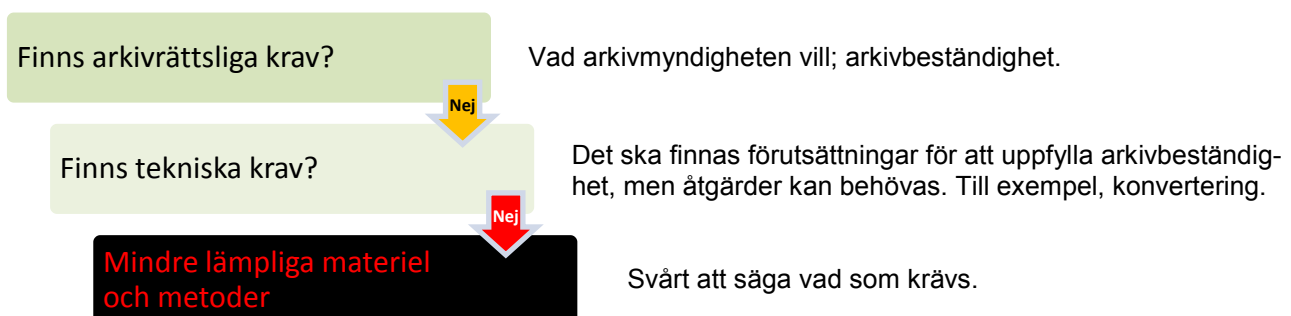 Finns arkivrättsliga krav?
Vad arkivmyndigheten vill; arkivbeständighet.
Nej
Finns tekniska krav?
Det ska finnas förutsättningar för att uppfylla arkivbeständig-
het, men åtgärder kan behövas. Till exempel, konvertering.
Nej
Mindre lämpliga materiel
och metoder
Svårt att säga vad som krävs.